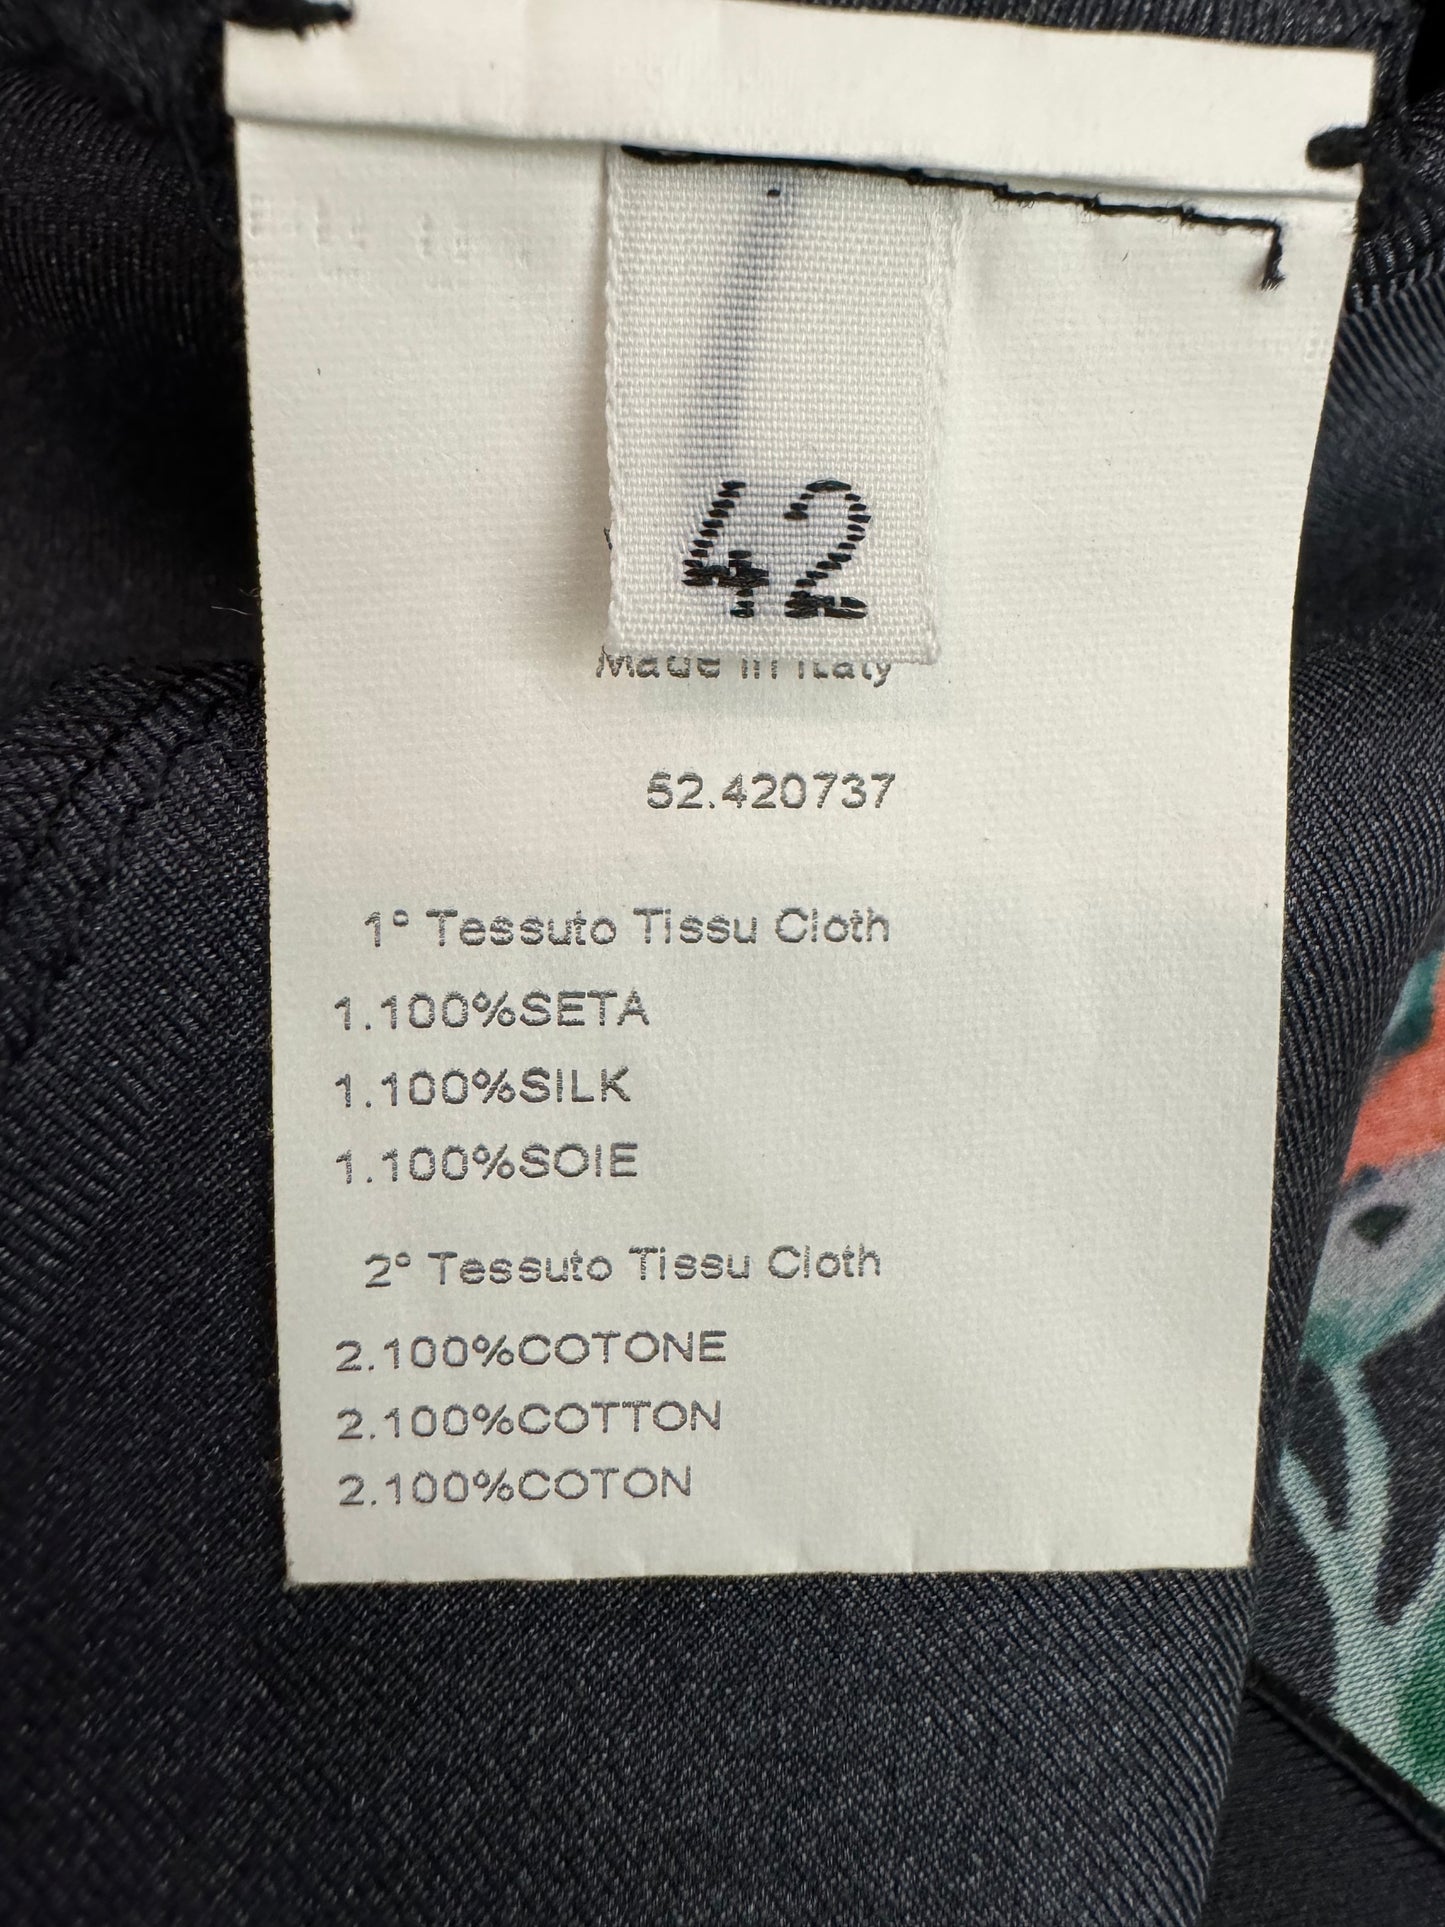 42
Made in Italy
52.420737
1° Tessuto Tissu Cloth
1.100%SETA
1.100%SILK
1.100%SOIE
2° Tessuto Tissu Cloth
2.100%COTONE
2.100%COTTON
2.100%COTON